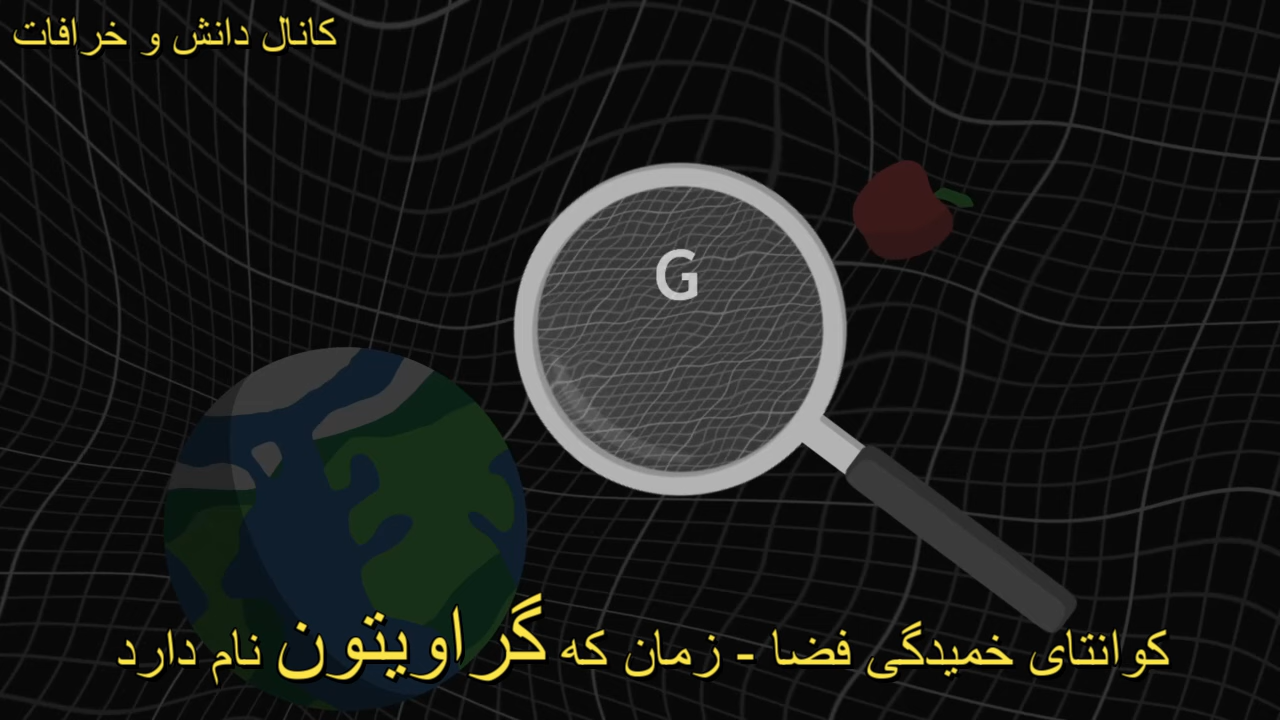 کانال دانش و خرافات
G
کوانتای خمیدگی فضا - زمان که گراویتون نام دارد